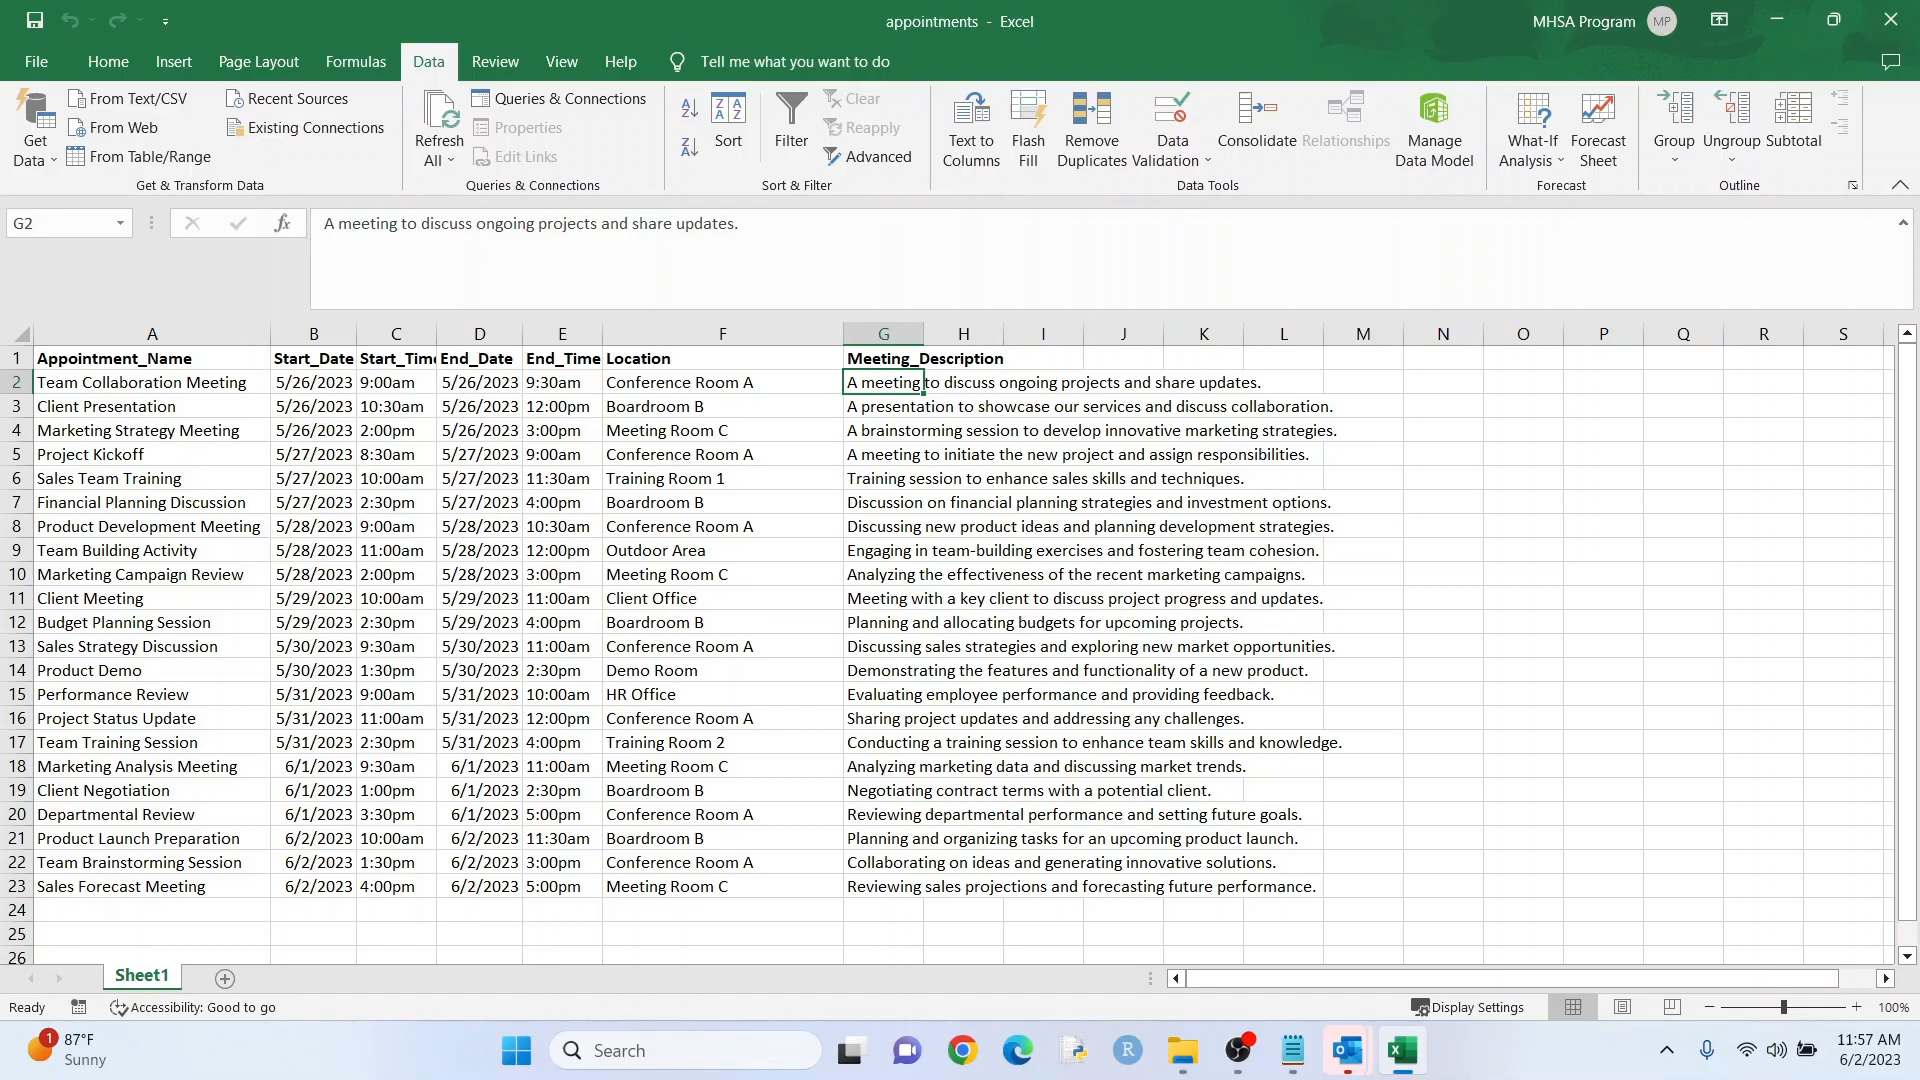 appointments - Excel
MHSA Program MP
File Home Insert Page Layout Formulas Data Review View Help Tell me what you want to do
Get Data
From Text/CSV
From Web
From Table/Range
Recent Sources
Existing Connections
Get & Transform Data
Refresh All
Queries & Connections
Properties
Edit Links
Queries & Connections
Sort
Filter
Clear
Reapply
Advanced
Sort & Filter
Text to Columns
Flash Fill
Remove Duplicates
Data Validation
Consolidate
Relationships
Manage Data Model
Data Tools
What-If Analysis
Forecast Sheet
Forecast
Group
Ungroup
Subtotal
Outline
G2 fx A meeting to discuss ongoing projects and share updates.
A B C D E F G H I J K L M N O P Q R S
1 Appointment_Name Start_Date Start_Tim End_Date End_Time Location Meeting_Description
2 Team Collaboration Meeting 5/26/2023 9:00am 5/26/2023 9:30am Conference Room A A meeting to discuss ongoing projects and share updates.
3 Client Presentation 5/26/2023 10:30am 5/26/2023 12:00pm Boardroom B A presentation to showcase our services and discuss collaboration.
4 Marketing Strategy Meeting 5/26/2023 2:00pm 5/26/2023 3:00pm Meeting Room C A brainstorming session to develop innovative marketing strategies.
5 Project Kickoff 5/27/2023 8:30am 5/27/2023 9:00am Conference Room A A meeting to initiate the new project and assign responsibilities.
6 Sales Team Training 5/27/2023 10:00am 5/27/2023 11:30am Training Room 1 Training session to enhance sales skills and techniques.
7 Financial Planning Discussion 5/27/2023 2:30pm 5/27/2023 4:00pm Boardroom B Discussion on financial planning strategies and investment options.
8 Product Development Meeting 5/28/2023 9:00am 5/28/2023 10:30am Conference Room A Discussing new product ideas and planning development strategies.
9 Team Building Activity 5/28/2023 11:00am 5/28/2023 12:00pm Outdoor Area Engaging in team-building exercises and fostering team cohesion.
10 Marketing Campaign Review 5/28/2023 2:00pm 5/28/2023 3:00pm Meeting Room C Analyzing the effectiveness of the recent marketing campaigns.
11 Client Meeting 5/29/2023 10:00am 5/29/2023 11:00am Client Office Meeting with a key client to discuss project progress and updates.
12 Budget Planning Session 5/29/2023 2:30pm 5/29/2023 4:00pm Boardroom B Planning and allocating budgets for upcoming projects.
13 Sales Strategy Discussion 5/30/2023 9:30am 5/30/2023 11:00am Conference Room A Discussing sales strategies and exploring new market opportunities.
14 Product Demo 5/30/2023 1:30pm 5/30/2023 2:30pm Demo Room Demonstrating the features and functionality of a new product.
15 Performance Review 5/31/2023 9:00am 5/31/2023 10:00am HR Office Evaluating employee performance and providing feedback.
16 Project Status Update 5/31/2023 11:00am 5/31/2023 12:00pm Conference Room A Sharing project updates and addressing any challenges.
17 Team Training Session 5/31/2023 2:30pm 5/31/2023 4:00pm Training Room 2 Conducting a training session to enhance team skills and knowledge.
18 Marketing Analysis Meeting 6/1/2023 9:30am 6/1/2023 11:00am Meeting Room C Analyzing marketing data and discussing market trends.
19 Client Negotiation 6/1/2023 1:00pm 6/1/2023 2:30pm Boardroom B Negotiating contract terms with a potential client.
20 Departmental Review 6/1/2023 3:30pm 6/1/2023 5:00pm Conference Room A Reviewing departmental performance and setting future goals.
21 Product Launch Preparation 6/2/2023 10:00am 6/2/2023 11:30am Boardroom B Planning and organizing tasks for an upcoming product launch.
22 Team Brainstorming Session 6/2/2023 1:30pm 6/2/2023 3:00pm Conference Room A Collaborating on ideas and generating innovative solutions.
23 Sales Forecast Meeting 6/2/2023 4:00pm 6/2/2023 5:00pm Meeting Room C Reviewing sales projections and forecasting future performance.
24
25
26
Sheet1
Ready Accessibility: Good to go Display Settings 100%
1 87°F
Sunny
Search
R
11:57 AM
6/2/2023